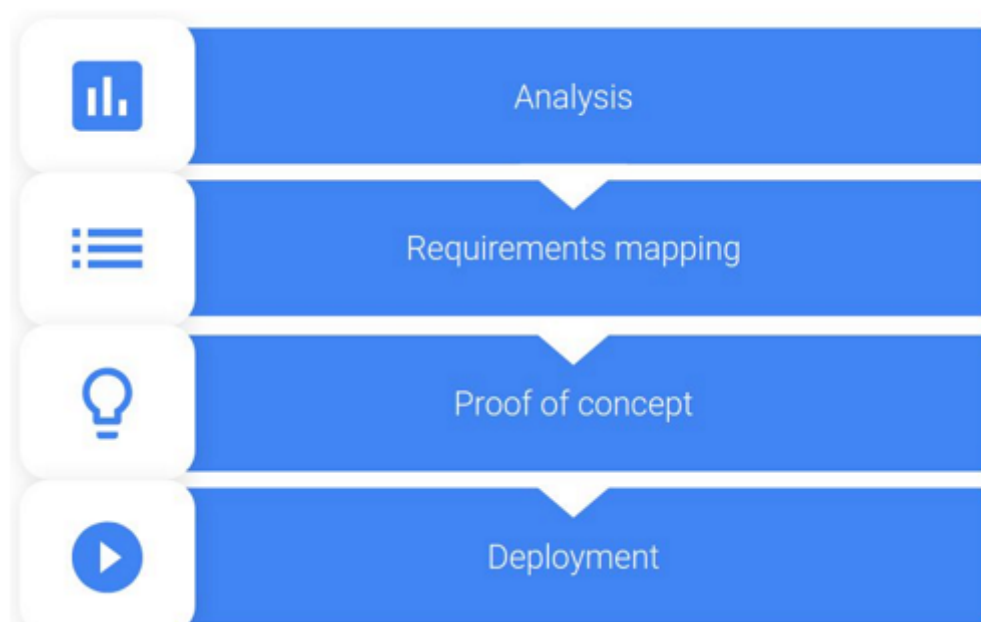 Analysis
Requirements mapping
Proof of concept
Deployment